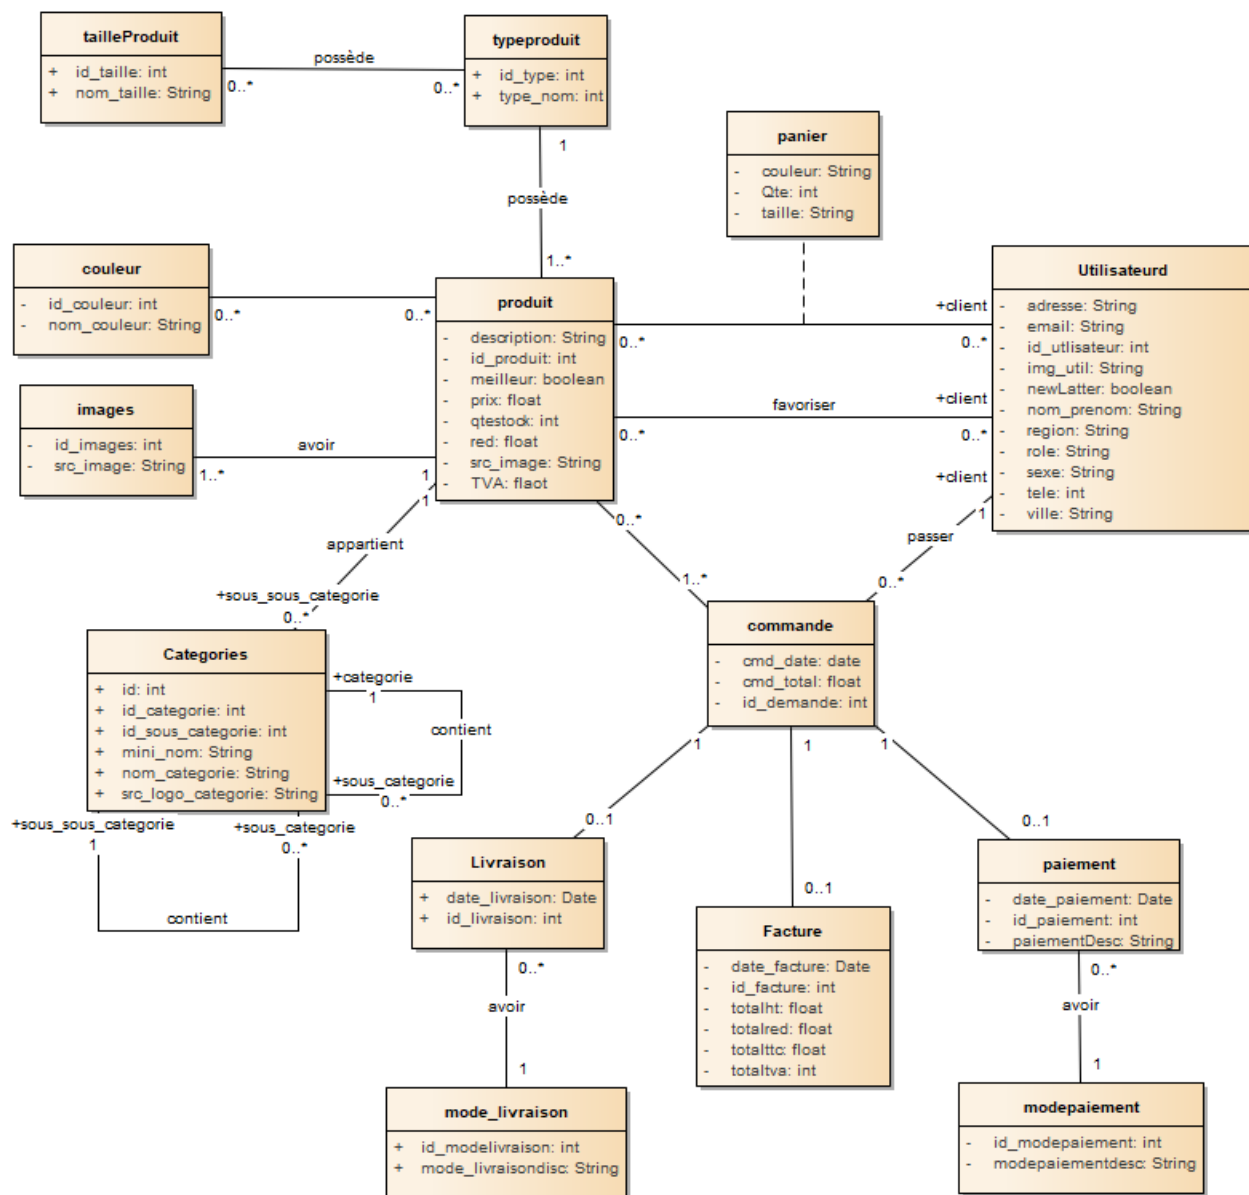 tailleProduit
+ id_taille: int
+ nom_taille: String
possède
0..*
0..*
typeproduit
+ id_type: int
+ type_nom: int
1
possède
1..*
panier
- couleur: String
- Qte: int
- taille: String
couleur
- id_couleur: int
- nom_couleur: String
0..*
0..*
produit
- description: String
- id_produit: int
- meilleur: boolean
- prix: float
- qtestock: int
- red: float
- src_image: String
- TVA: flaot
Utilisateurd
- adresse: String
- email: String
- id_utlisateur: int
- img_util: String
- newLatter: boolean
- nom_prenom: String
- region: String
- role: String
- sexe: String
- tele: int
- ville: String
+client
0..*
0..*
favoriser
+client
0..*
0..*
+client
1
passer
0..*
images
- id_images: int
- src_image: String
avoir
1..*
1
1
appartient
+sous_sous_categorie
0..*
0..*
1..*
Categories
+ id: int
+ id_categorie: int
+ id_sous_categorie: int
+ mini_nom: String
+ nom_categorie: String
+ src_logo_categorie: String
+categorie
1
contient
+sous_categorie
0..*
+sous_sous_categorie
1
+sous_categorie
0..*
contient
commande
- cmd_date: date
- cmd_total: float
- id_demande: int
1
1
1
0..1
0..1
0..1
Livraison
+ date_livraison: Date
+ id_livraison: int
0..*
avoir
1
mode_livraison
+ id_modelivraison: int
+ mode_livraisondisc: String
Facture
- date_facture: Date
- id_facture: int
- totalht: float
- totalred: float
- totalttc: float
- totaltva: int
paiement
- date_paiement: Date
- id_paiement: int
- paiementDesc: String
0..*
avoir
1
modepaiement
- id_modepaiement: int
- modepaiementdesc: String